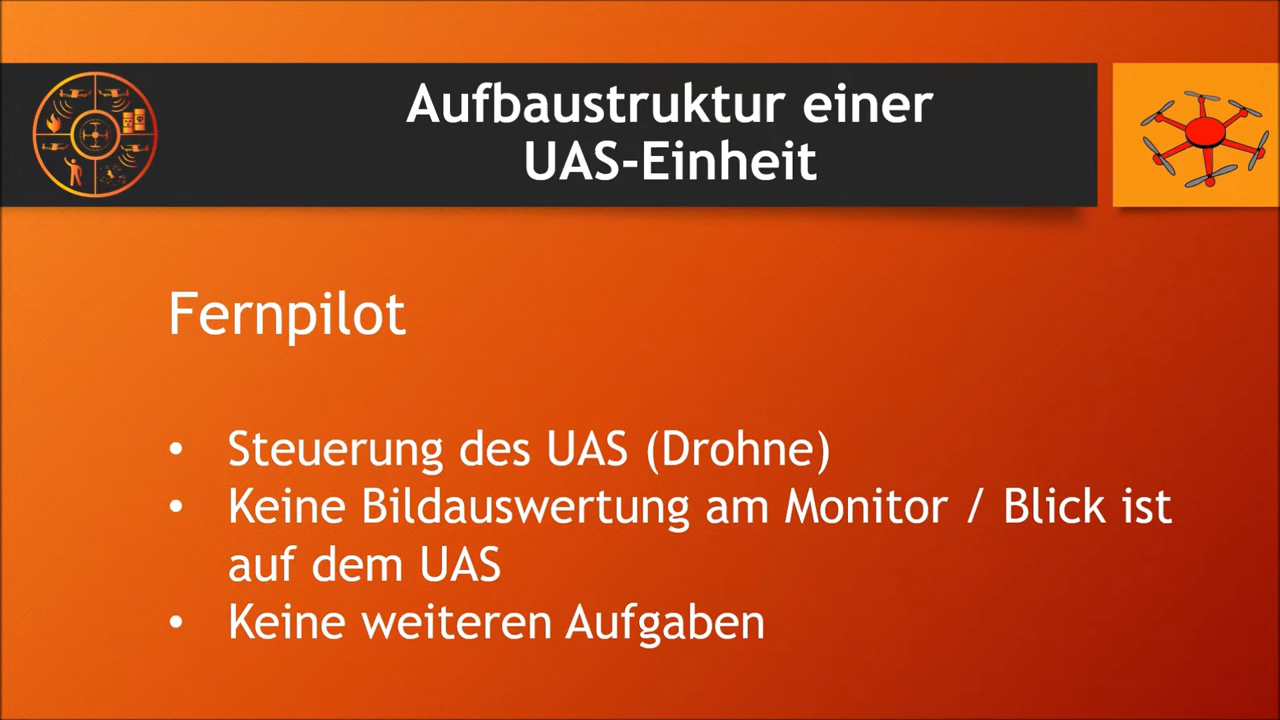 Aufbaustruktur einer
UAS-Einheit
Fernpilot
• Steuerung des UAS (Drohne)
• Keine Bildauswertung am Monitor / Blick ist
auf dem UAS
• Keine weiteren Aufgaben